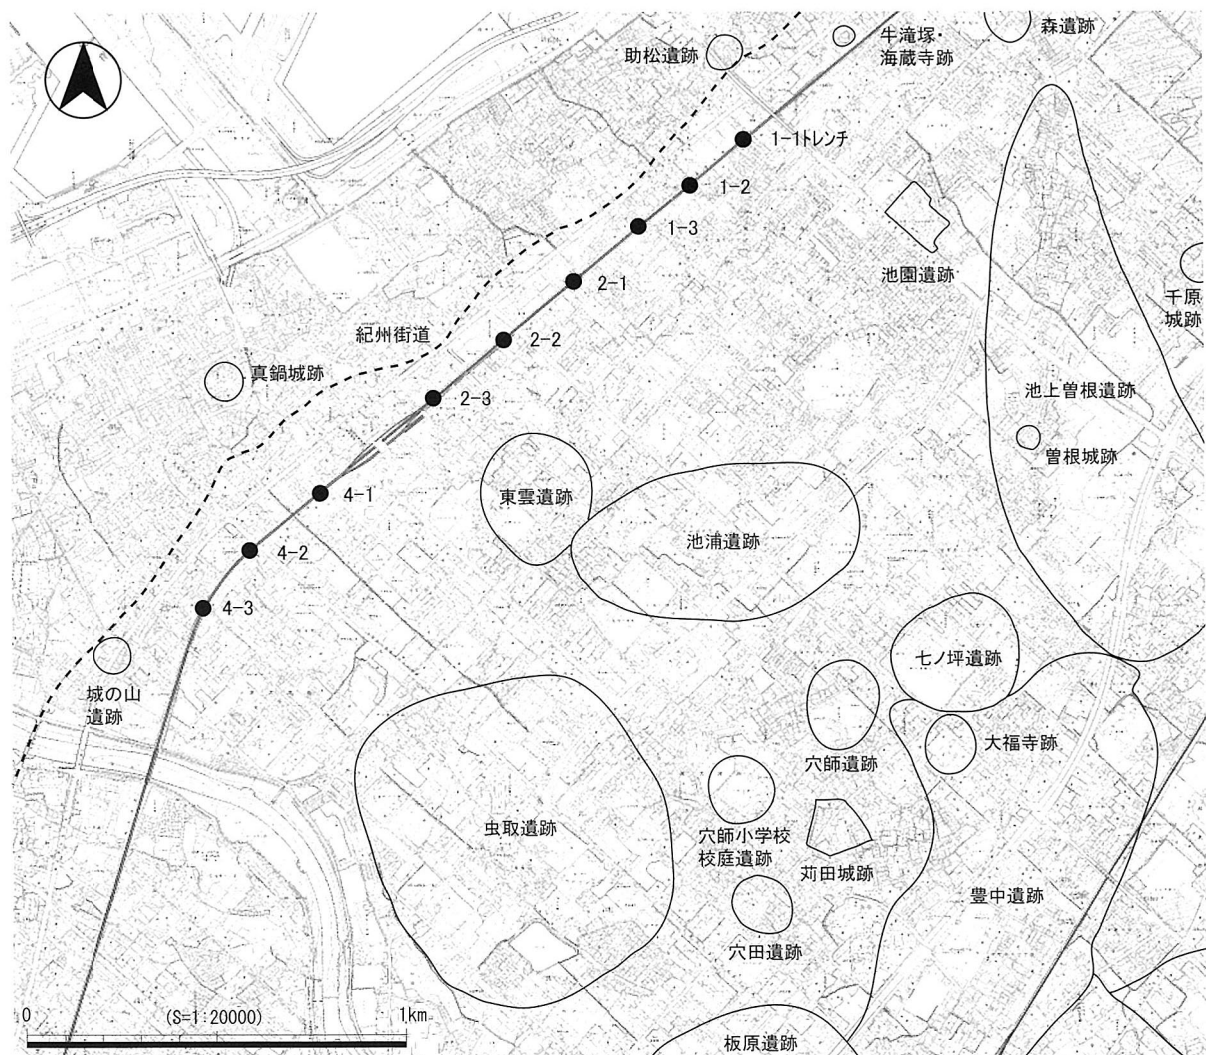 助松遺跡
牛滝塚・
海蔵寺跡
森遺跡
1-1トレンチ
1-2
1-3
池園遺跡
千原
城跡
2-1
紀州街道
2-2
真鍋城跡
2-3
池上曽根遺跡
曽根城跡
東雲遺跡
4-1
池浦遺跡
4-2
4-3
七ノ坪遺跡
城の山
遺跡
大福寺跡
穴師遺跡
虫取遺跡
穴師小学校
校庭遺跡
苅田城跡
豊中遺跡
穴田遺跡
0
(S=1:20000)
1km
板原遺跡